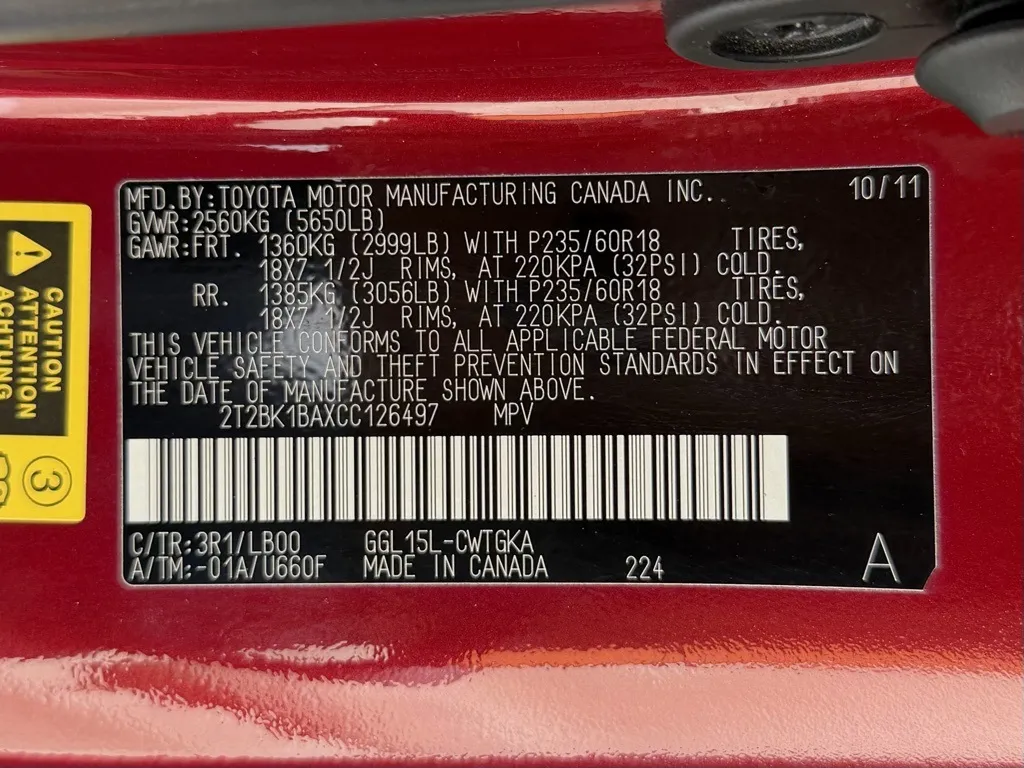 MFD.BY:TOYOTA MOTOR MANUFACTURING CANADA INC. 10/11
GVWR:2560KG (5650LB)
GAWR:FRT. 1360KG (2999LB) WITH P235/60R18 TIRES,
18X7 1/2J RIMS, AT 220KPA (32PSI) COLD.
RR. 1385KG (3056LB) WITH P235/60R18 TIRES,
18X7 1/2J RIMS, AT 220KPA (32PSI) COLD.
THIS VEHICLE CONFORMS TO ALL APPLICABLE FEDERAL MOTOR
VEHICLE SAFETY AND THEFT PREVENTION STANDARDS IN EFFECT ON
THE DATE OF MANUFACTURE SHOWN ABOVE.
2T2BK1BAXCC126497 MPV
C/TR:3R1/LB00 GGL15L-CWTGKA
A/TM:-01A/U660F MADE IN CANADA 224 A
CAUTION
ATTENTION
ACHTUNG
3